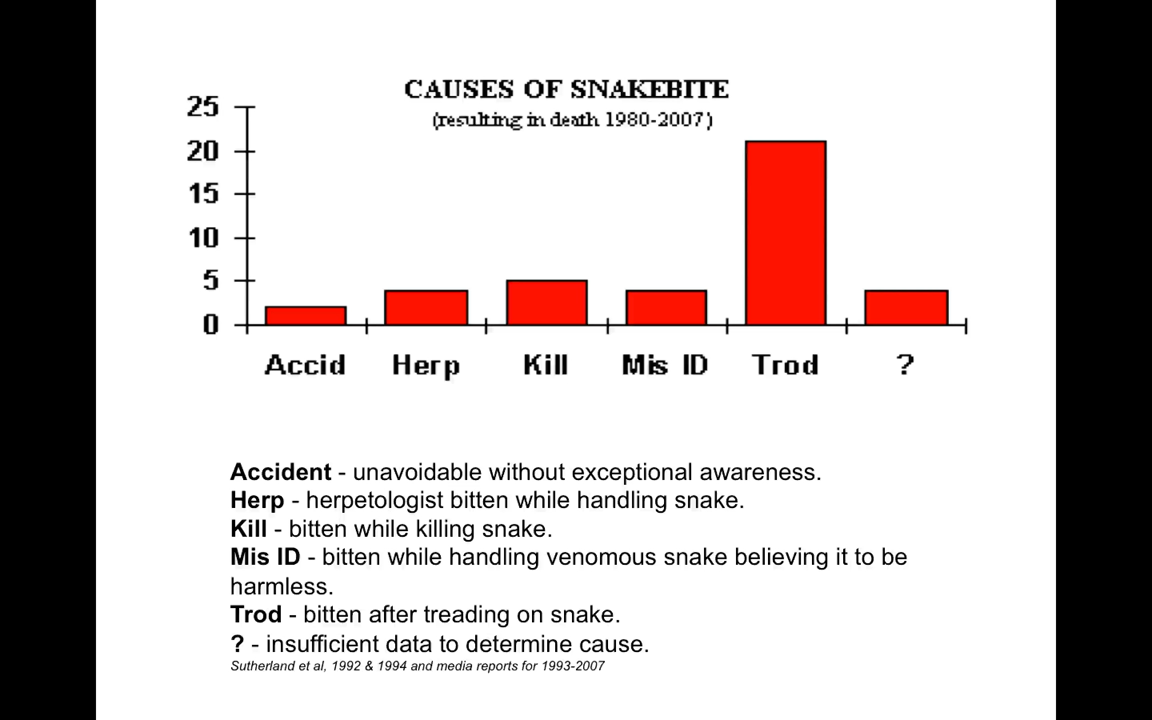 CAUSES OF SNAKEBITE
(resulting in death 1980-2007)
25
20
15
10
5
0
Accid Herp Kill Mis ID Trod ?
Accident - unavoidable without exceptional awareness.
Herp - herpetologist bitten while handling snake.
Kill - bitten while killing snake.
Mis ID - bitten while handling venomous snake believing it to be
harmless.
Trod - bitten after treading on snake.
? - insufficient data to determine cause.
Sutherland et al, 1992 & 1994 and media reports for 1993-2007